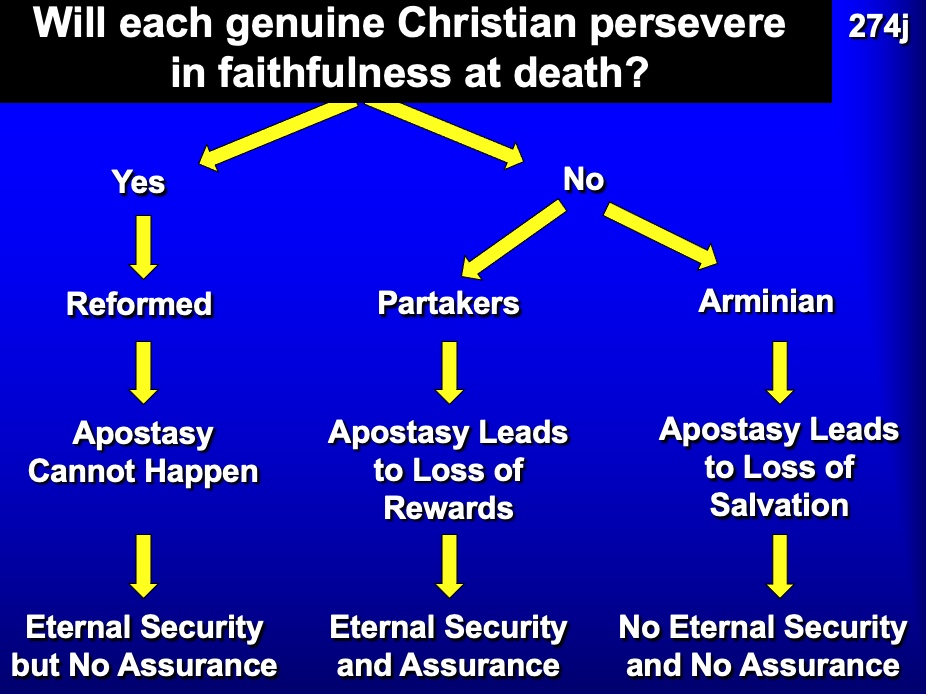 Will each genuine Christian persevere
in faithfulness at death?
274j
Yes
No
Reformed
Partakers
Arminian
Apostasy
Cannot Happen
Apostasy Leads
to Loss of
Rewards
Apostasy Leads
to Loss of
Salvation
Eternal Security
but No Assurance
Eternal Security
and Assurance
No Eternal Security
and No Assurance